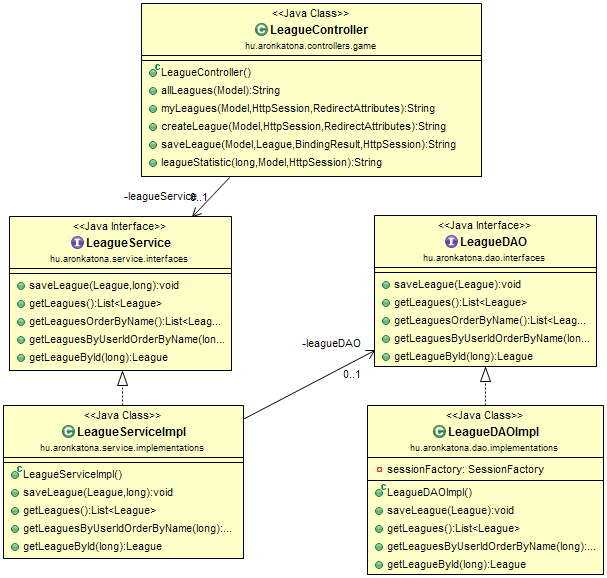 <<Java Class>>
LeagueController
hu.aronkatona.controllers.game
LeagueController()
allLeagues(Model):String
myLeagues(Model,HttpSession,RedirectAttributes):String
createLeague(Model,HttpSession,RedirectAttributes):String
saveLeague(Model,League,BindingResult,HttpSession):String
leagueStatistic(long,Model,HttpSession):String
-leagueService
0..1
<<Java Interface>>
LeagueService
hu.aronkatona.service.interfaces
saveLeague(League,long):void
getLeagues():List<League>
getLeaguesOrderByName():List<Leag...
getLeaguesByUserIdOrderByName(lon...
getLeagueById(long):League
<<Java Interface>>
LeagueDAO
hu.aronkatona.dao.interfaces
saveLeague(League):void
getLeagues():List<League>
getLeaguesOrderByName():List<Leag...
getLeaguesByUserIdOrderByName(lon...
getLeagueById(long):League
-leagueDAO
0..1
<<Java Class>>
LeagueServiceImpl
hu.aronkatona.service.implementations
LeagueServiceImpl()
saveLeague(League,long):void
getLeagues():List<League>
getLeaguesByUserIdOrderByName(long):...
getLeagueById(long):League
<<Java Class>>
LeagueDAOImpl
hu.aronkatona.dao.implementations
sessionFactory: SessionFactory
LeagueDAOImpl()
saveLeague(League):void
getLeagues():List<League>
getLeaguesByUserIdOrderByName(long):...
getLeagueById(long):League